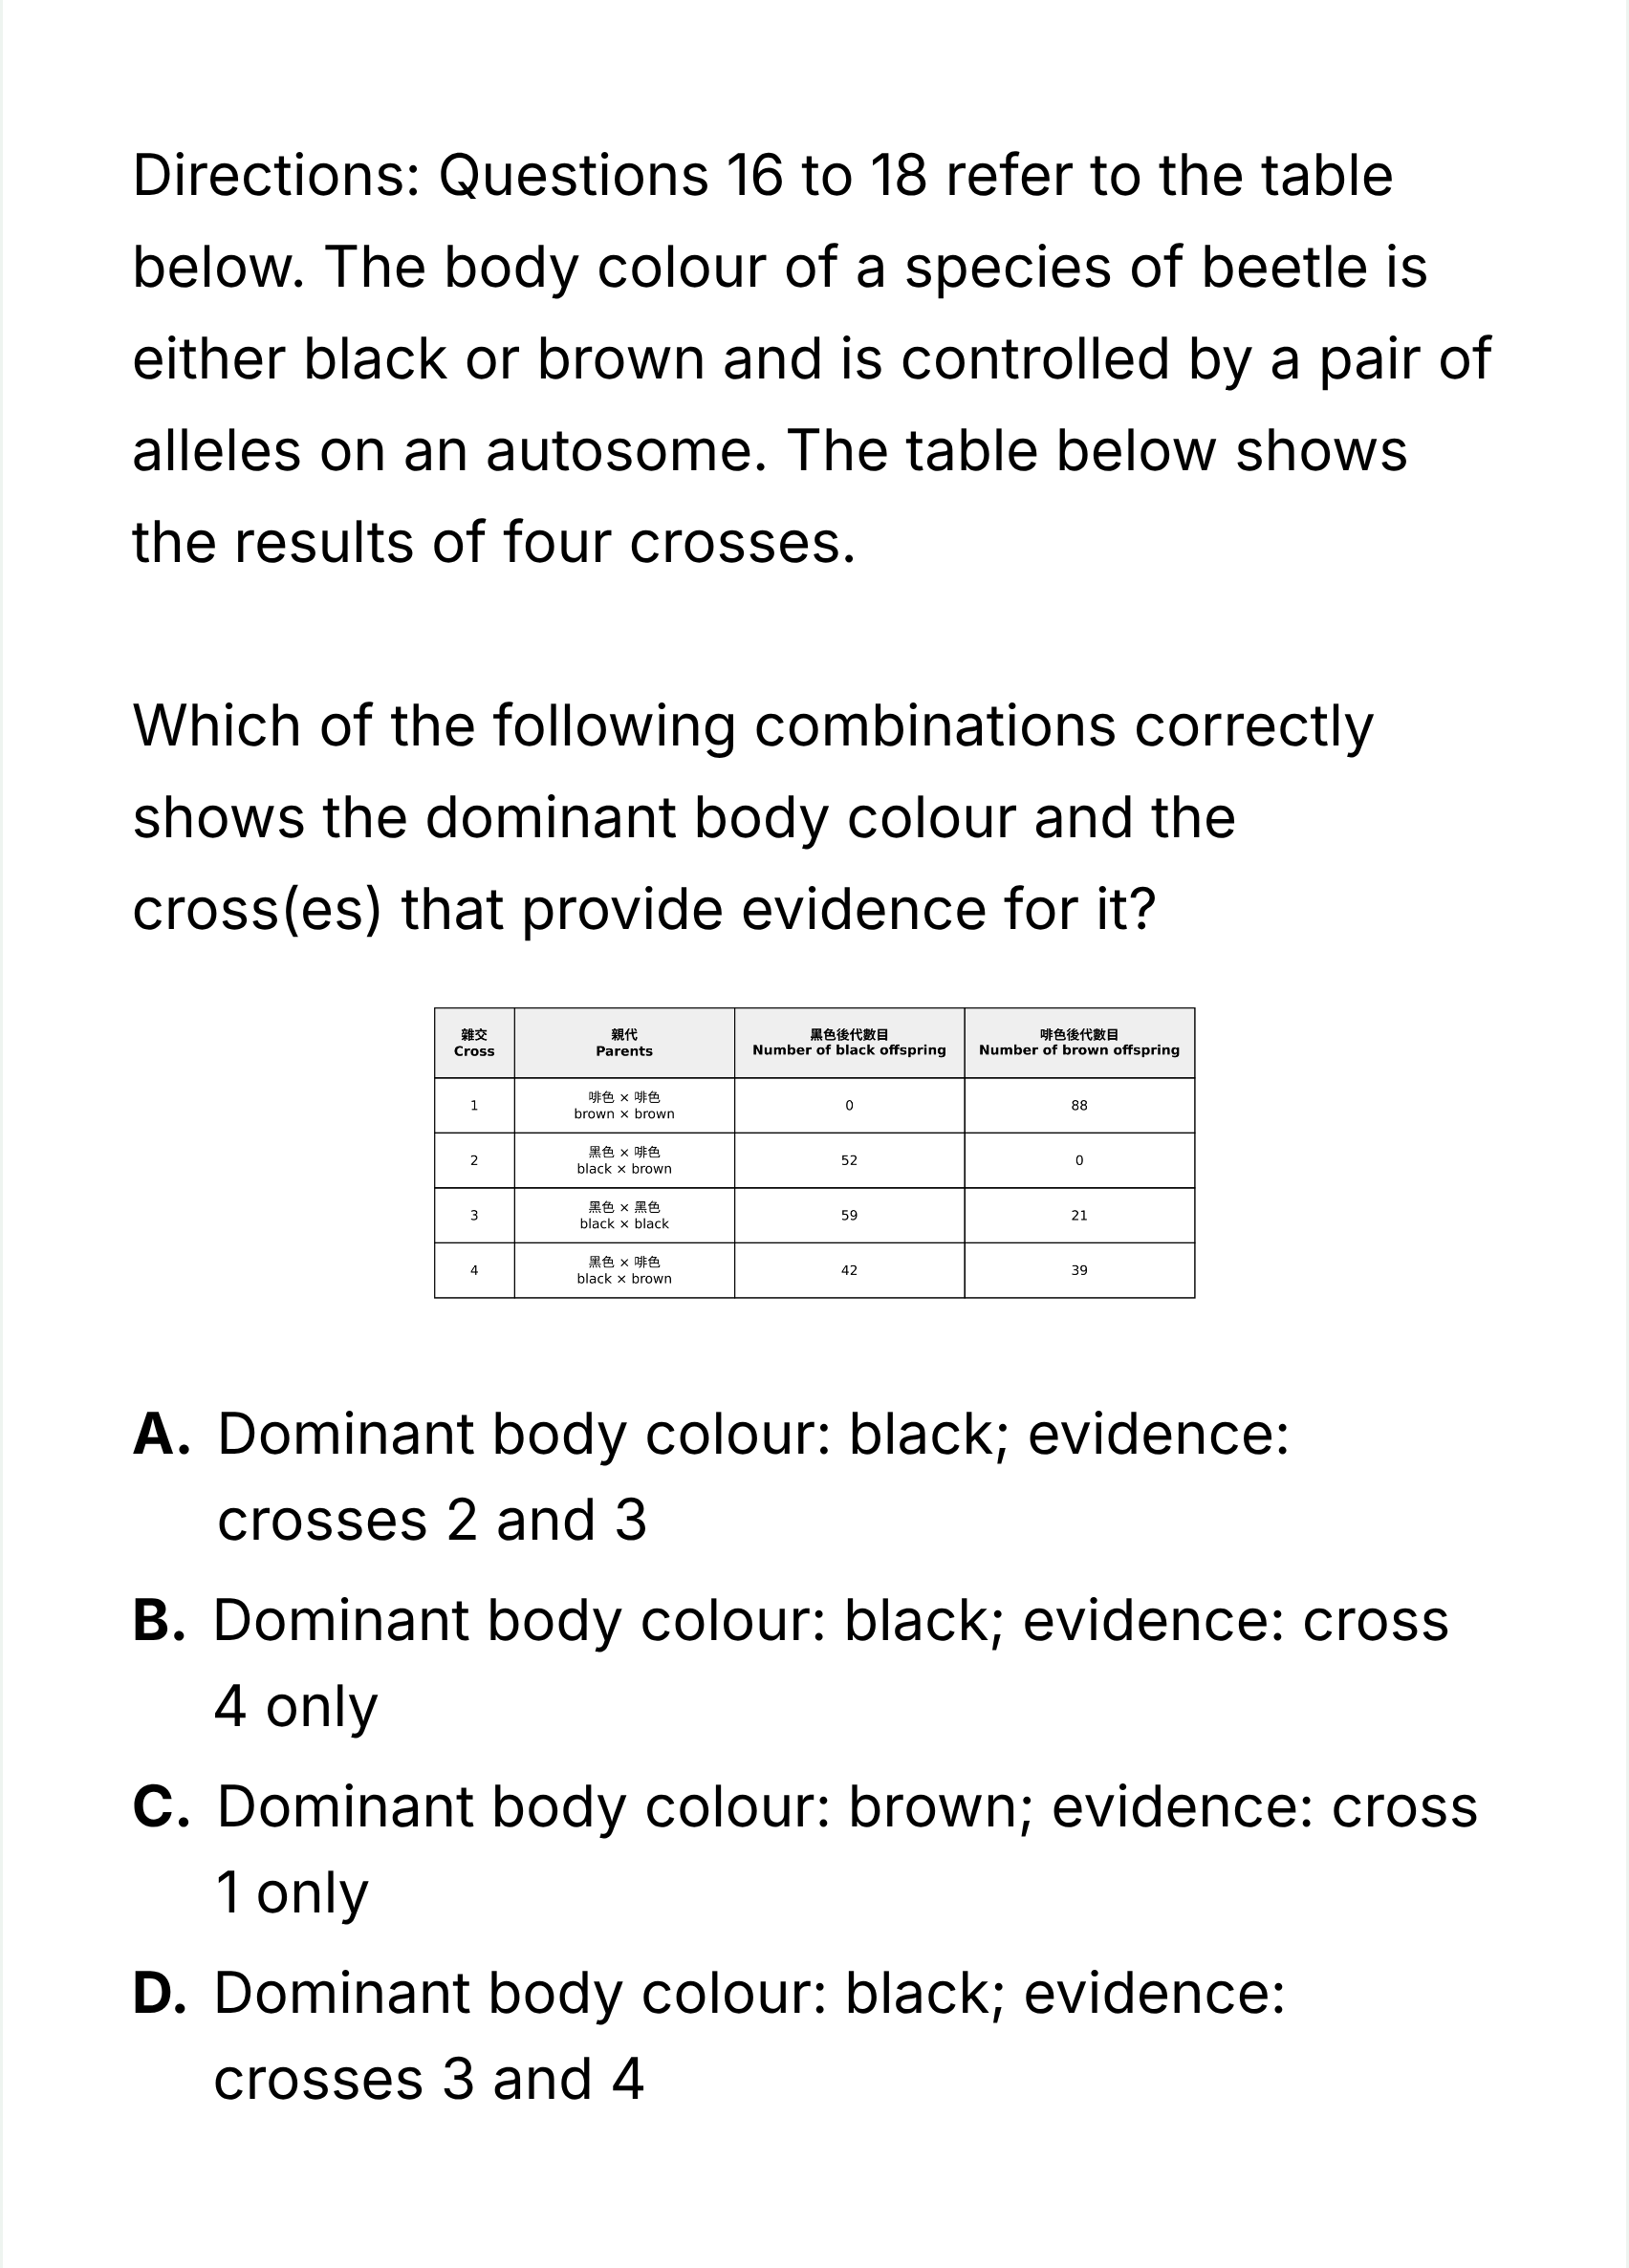 Directions: Questions 16 to 18 refer to the table
below. The body colour of a species of beetle is
either black or brown and is controlled by a pair of
alleles on an autosome. The table below shows
the results of four crosses.
Which of the following combinations correctly
shows the dominant body colour and the
cross(es) that provide evidence for it?
雜交 親代 黑色後代數目 啡色後代數目
Cross Parents Number of black offspring Number of brown offspring
啡色 × 啡色
1 brown × brown 0 88
黑色 × 啡色
2 black × brown 52 0
黑色 × 黑色
3 black × black 59 21
黑色 × 啡色
4 black × brown 42 39
A. Dominant body colour: black; evidence:
crosses 2 and 3
B. Dominant body colour: black; evidence: cross
4 only
C. Dominant body colour: brown; evidence: cross
1 only
D. Dominant body colour: black; evidence:
crosses 3 and 4